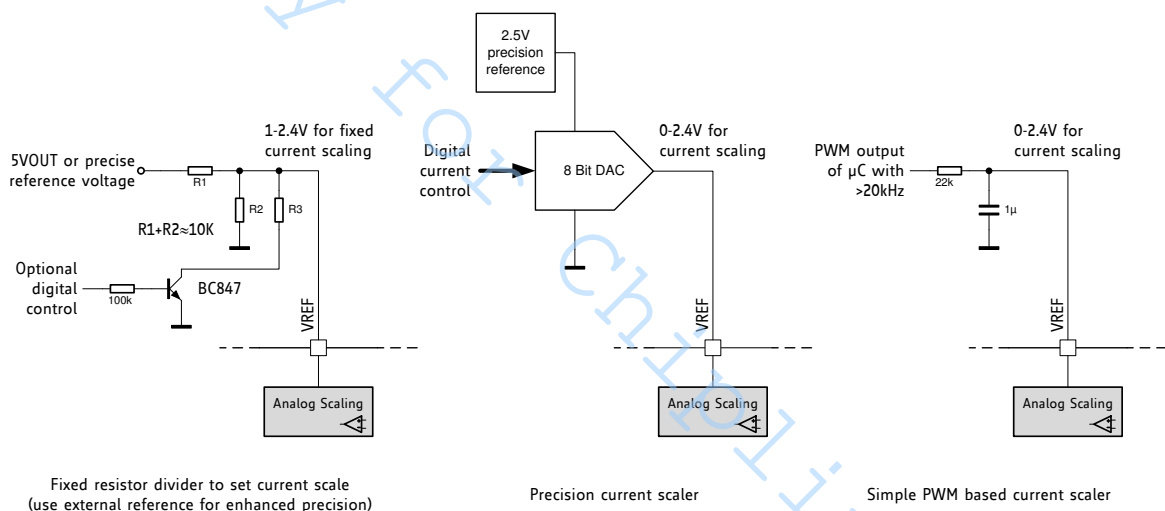 2.5V
precision
reference
1-2.4V for fixed
current scaling
5VOUT or precise
reference voltage
R1
R2
R3
R1+R2≈10K
Optional
digital
control
100k
BC847
VREF
Analog Scaling
Fixed resistor divider to set current scale
(use external reference for enhanced precision)
Digital
current
control
8 Bit DAC
0-2.4V for
current scaling
VREF
Analog Scaling
Precision current scaler
PWM output
of µC with
>20kHz
22k
1µ
0-2.4V for
current scaling
VREF
Analog Scaling
Simple PWM based current scaler
y for Chipli